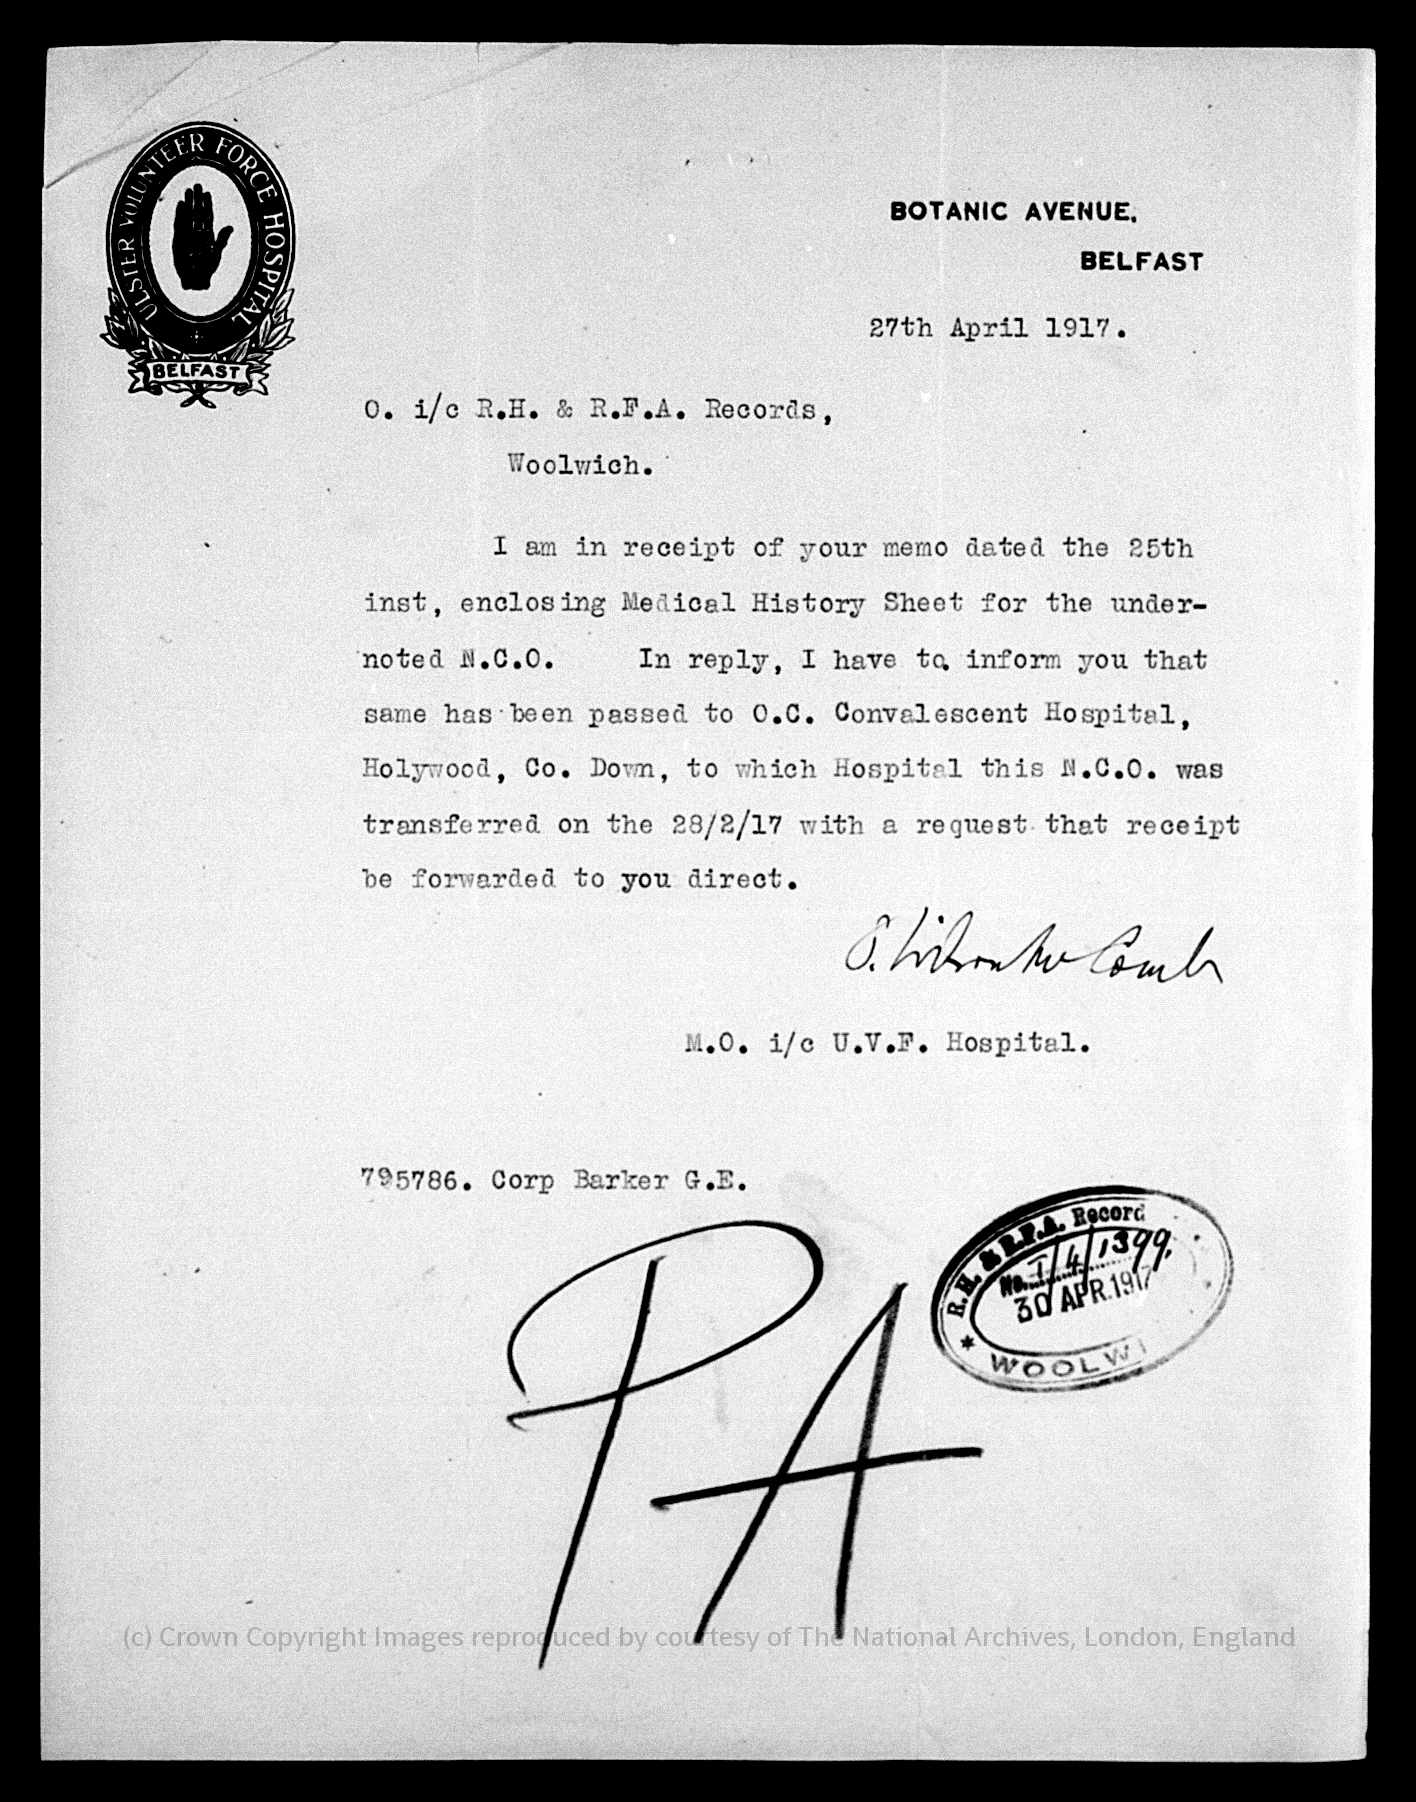 ULSTER VOLUNTEER FORCE HOSPITAL
BELFAST
BOTANIC AVENUE,
BELFAST
27th April 1917.
O. i/c R.H. & R.F.A. Records,
Woolwich.
I am in receipt of your memo dated the 25th
inst, enclosing Medical History Sheet for the under-
noted N.C.O. In reply, I have to inform you that
same has been passed to O.C. Convalescent Hospital,
Holywood, Co. Down, to which Hospital this N.C.O. was
transferred on the 28/2/17 with a request that receipt
be forwarded to you direct.
M.O. i/c U.V.F. Hospital.
795786. Corp Barker G.E.
R.H. & R.F.A. Record
No. T/4/1399.
30 APR.1917
WOOLWI
PA
(c) Crown Copyright Images reproduced by courtesy of The National Archives, London, England